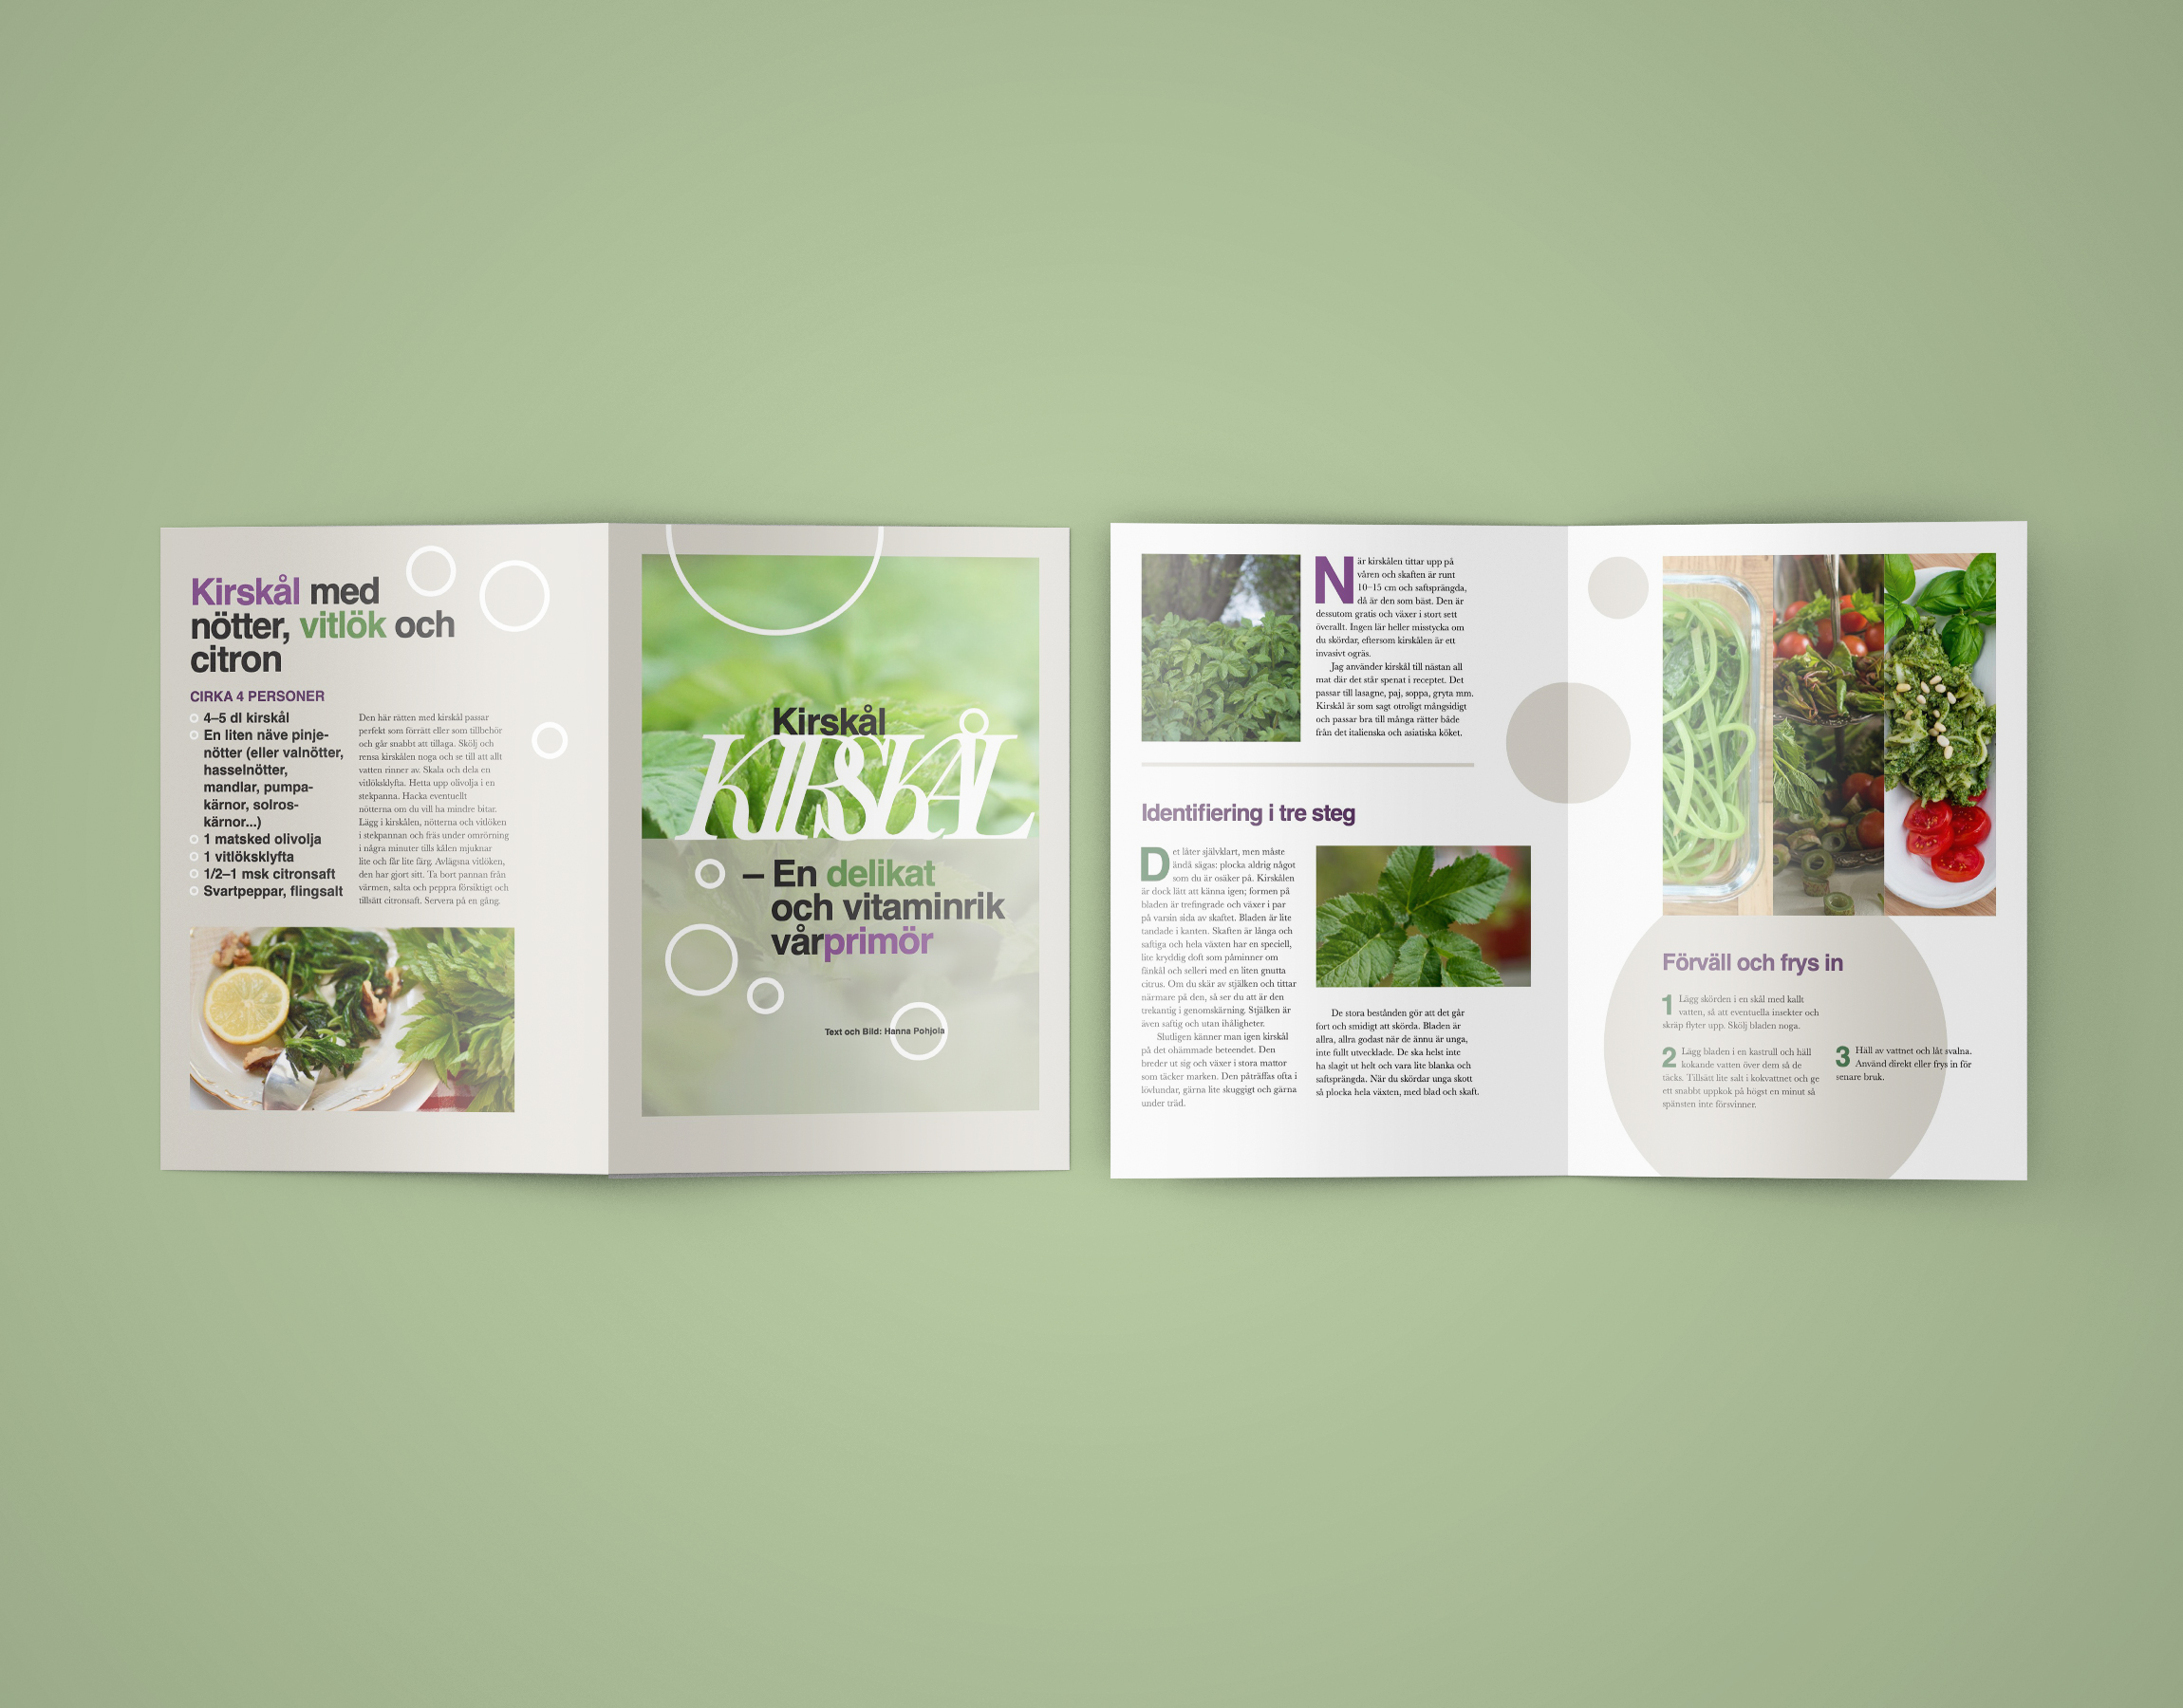 Kirskål med
nötter, vitlök och
citron
CIRKA 4 PERSONER
4–5 dl kirskål
En liten näve pinje-
nötter (eller valnötter,
hasselnötter,
mandlar, pumpa-
kärnor, solros-
kärnor...)
1 matsked olivolja
1 vitlöksklyfta
1/2–1 msk citronsaft
Svartpeppar, flingsalt
Den här rätten med kirskål passar
perfekt som förrätt eller som tillbehör
och går snabbt att tillaga. Skölj och
rensa kirskålen noga och se till att allt
vatten rinner av. Skala och dela en
vitlöksklyfta. Hetta upp olivolja i en
stekpanna. Hacka eventuellt
nötterna om du vill ha mindre bitar.
Lägg i kirskålen, nötterna och vitlöken
i stekpannan och fräs under omrörning
i några minuter tills kålen mjuknar
lite och får lite färg. Avlägsna vitlöken,
den har gjort sitt. Ta bort pannan från
värmen, salta och peppra försiktigt och
tillsätt citronsaft. Servera på en gång.
Kirskål
KIRSKÅL
– En delikat
och vitaminrik
vårprimör
Text och Bild: Hanna Pohjola
När kirskålen tittar upp på
våren och skaften är runt
10–15 cm och saftsprängda,
då är den som bäst. Den är
dessutom gratis och växer i stort sett
överallt. Ingen lär heller misstycka om
du skördar, eftersom kirskålen är ett
invasivt ogräs.
Jag använder kirskål till nästan all
mat där det står spenat i receptet. Det
passar till lasagne, paj, soppa, gryta mm.
Kirskål är som sagt otroligt mångsidigt
och passar bra till många rätter både
från det italienska och asiatiska köket.
Identifiering i tre steg
Det låter självklart, men måste
ändå sägas: plocka aldrig något
som du är osäker på. Kirskålen
är dock lätt att känna igen; formen på
bladen är trefingrade och växer i par
på varsin sida av skaftet. Bladen är lite
tandade i kanten. Skaften är långa och
saftiga och hela växten har en speciell,
lite kryddig doft som påminner om
fänkål och selleri med en liten gnutta
citrus. Om du skär av stjälken och tittar
närmare på den, så ser du att är den
trekantig i genomskärning. Stjälken är
även saftig och utan ihåligheter.
Slutligen känner man igen kirskål
på det ohämmade beteendet. Den
breder ut sig och växer i stora mattor
som täcker marken. Den påträffas ofta i
lövlundar, gärna lite skuggigt och gärna
under träd.
De stora bestånden gör att det går
fort och smidigt att skörda. Bladen är
allra, allra godast när de ännu är unga,
inte fullt utvecklade. De ska helst inte
ha slagit ut helt och vara lite blanka och
saftsprängda. När du skördar unga skott
så plocka hela växten, med blad och skaft.
Förväll och frys in
1 Lägg skörden i en skål med kallt
vatten, så att eventuella insekter och
skräp flyter upp. Skölj bladen noga.
2 Lägg bladen i en kastrull och häll
kokande vatten över dem så de
täcks. Tillsätt lite salt i kokvattnet och ge
ett snabbt uppkok på högst en minut så
spänsten inte försvinner.
3 Häll av vattnet och låt svalna.
Använd direkt eller frys in för
senare bruk.